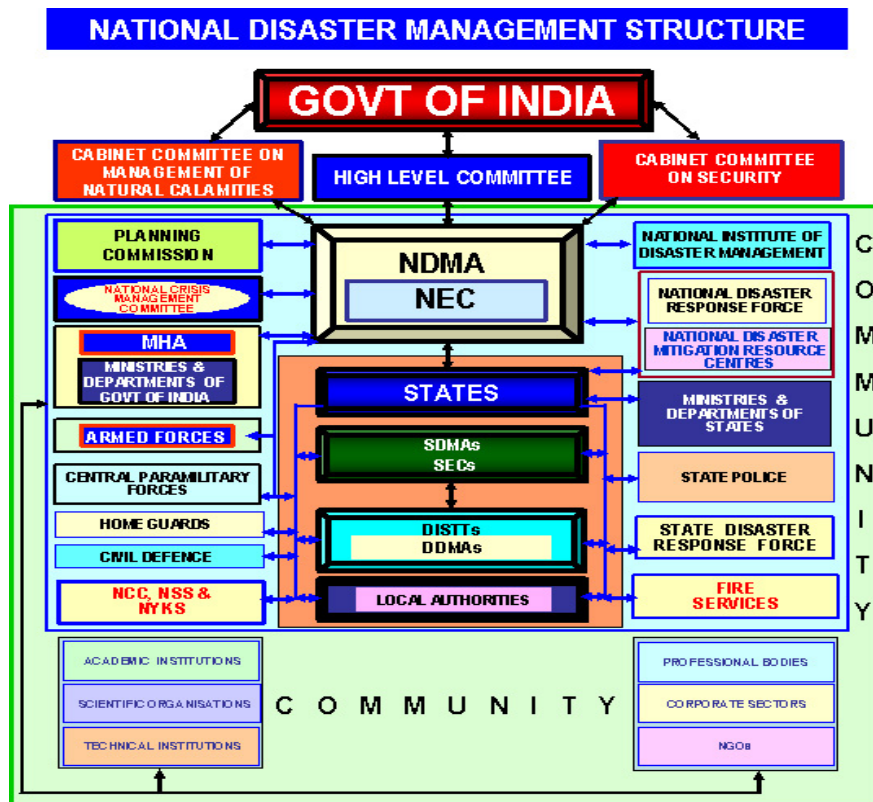 NATIONAL DISASTER MANAGEMENT STRUCTURE
GOVT OF INDIA
CABINET COMMITTEE ON
MANAGEMENT OF
NATURAL CALAMITIES
HIGH LEVEL COMMITTEE
CABINET COMMITTEE
ON SECURITY
PLANNING
COMMISSION
NDMA
NEC
NATIONAL INSTITUTE OF
DISASTER MANAGEMENT
NATIONAL CRISIS
MANAGEMENT
COMMITTEE
NATIONAL DISASTER
RESPONSE FORCE
NATIONAL DISASTER
MITIGATION RESOURCE
CENTRES
MHA
MINISTRIES &
DEPARTMENTS OF
GOVT OF INDIA
STATES
MINISTRIES &
DEPARTMENTS OF
STATES
ARMED FORCES
SDMAs
SECs
CENTRAL PARAMILITARY
FORCES
STATE POLICE
HOME GUARDS
DISTTs
DDMAs
STATE DISASTER
RESPONSE FORCE
CIVIL DEFENCE
NCC, NSS &
NYKS
LOCAL AUTHORITIES
FIRE
SERVICES
C
O
M
M
U
N
I
T
Y
ACADEMIC INSTITUTIONS
SCIENTIFIC ORGANISATIONS
TECHNICAL INSTITUTIONS
C O M M U N I T Y
PROFESSIONAL BODIES
CORPORATE SECTORS
NGOs